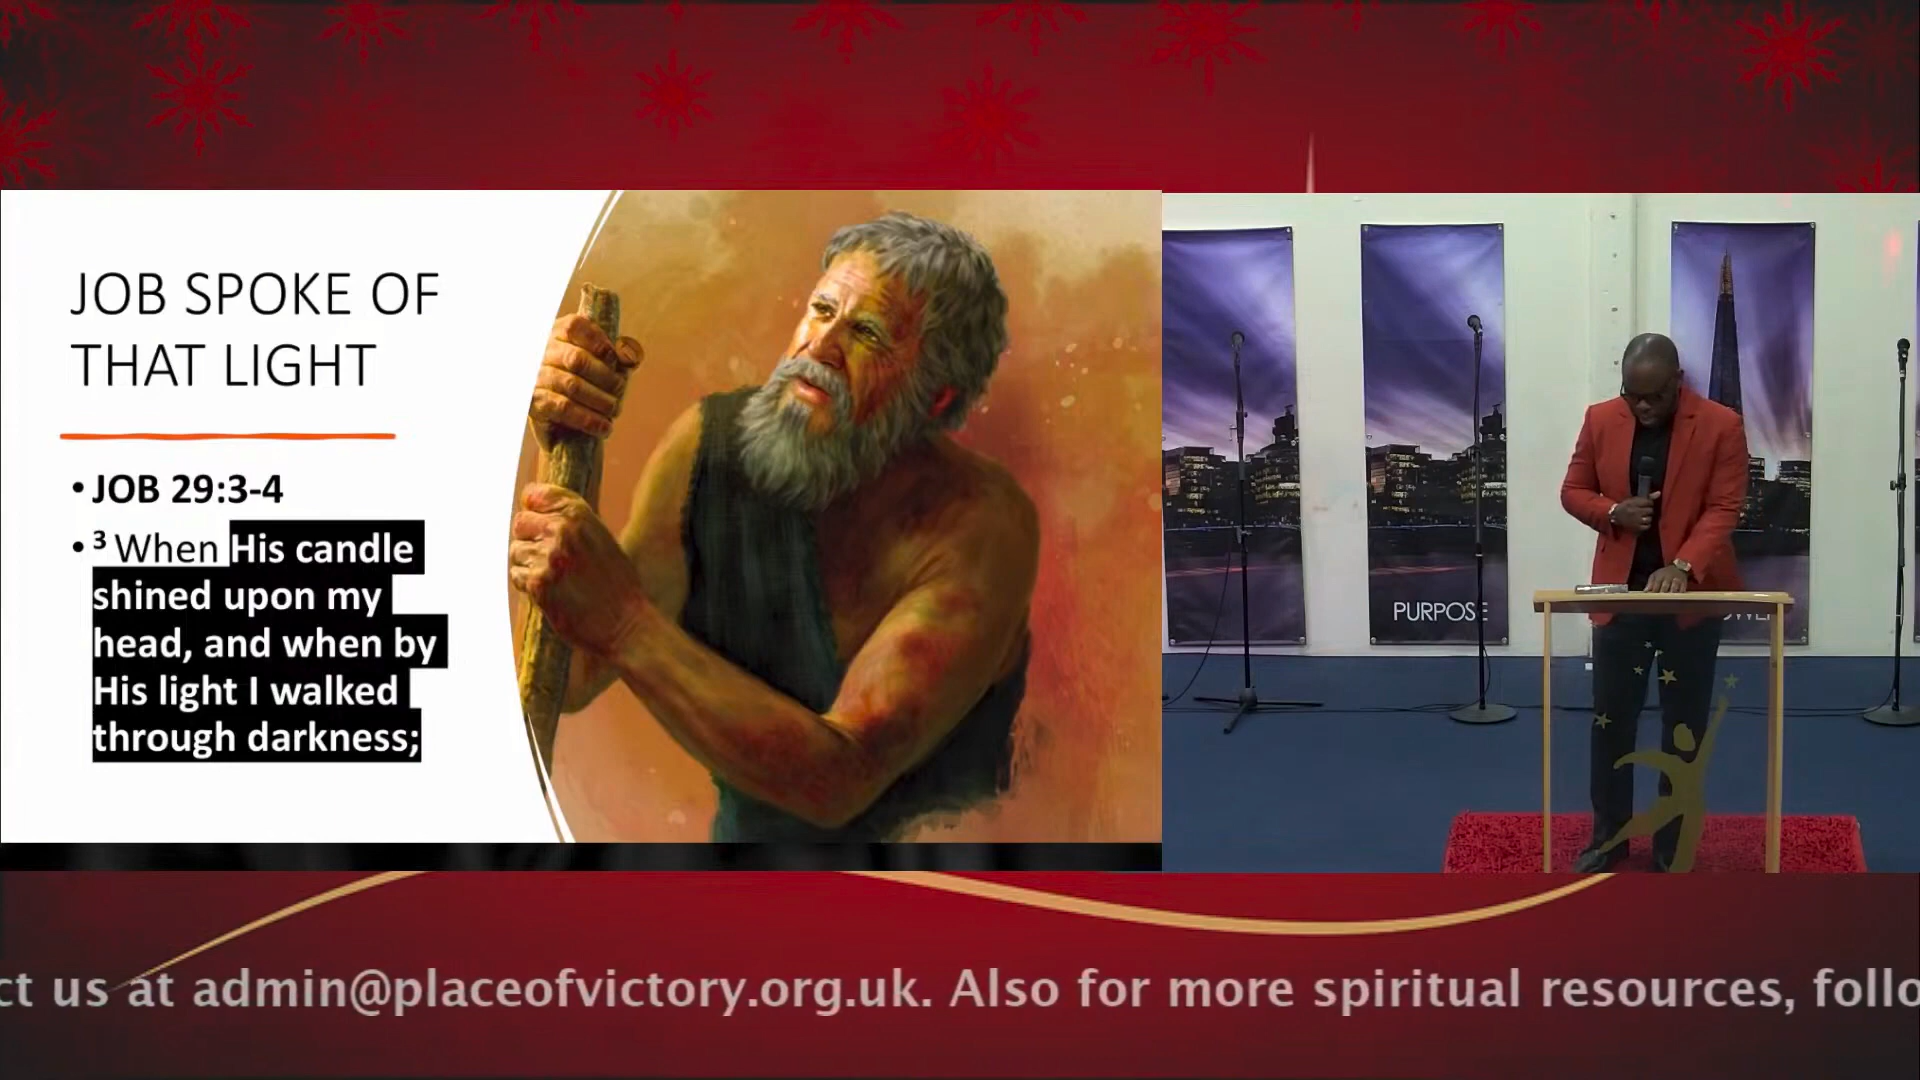 JOB SPOKE OF
THAT LIGHT
• JOB 29:3-4
• ³ When His candle
shined upon my
head, and when by
His light I walked
through darkness;
PURPOSE
ct us at admin@placeofvictory.org.uk. Also for more spiritual resources, follo